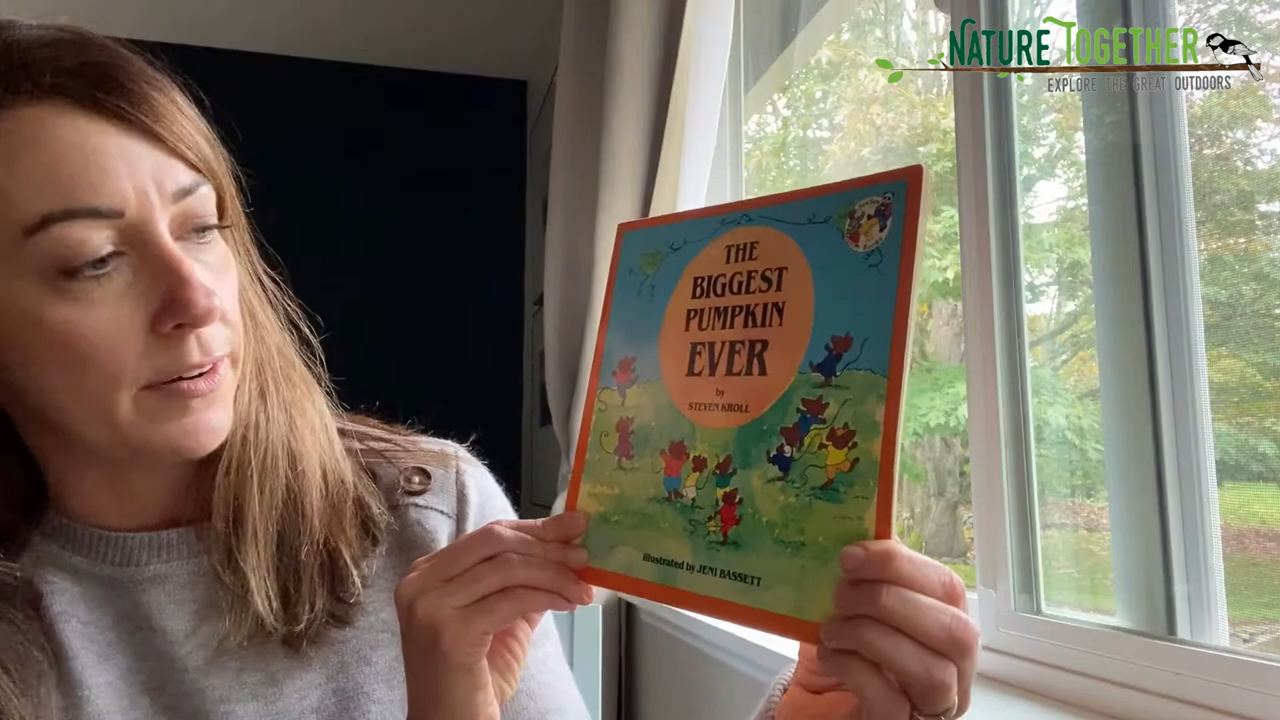 NATURE TOGETHER
EXPLORE THE GREAT OUTDOORS
THE
BIGGEST
PUMPKIN
EVER
by
STEVEN KROLL
illustrated by JENI BASSETT